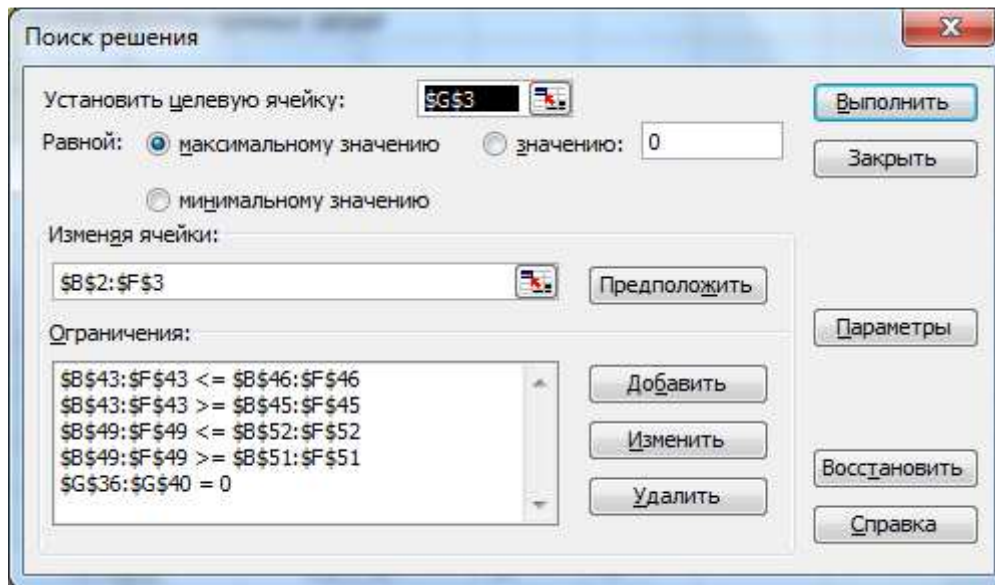 Поиск решения
Установить целевую ячейку: $G$3
Выполнить
Равной: максимальному значению значению: 0
Закрыть
минимальному значению
Изменяя ячейки:
$B$2:$F$3
Предположить
Ограничения:
Параметры
$B$43:$F$43 <= $B$46:$F$46
$B$43:$F$43 >= $B$45:$F$45
$B$49:$F$49 <= $B$52:$F$52
$B$49:$F$49 >= $B$51:$F$51
$G$36:$G$40 = 0
Добавить
Изменить
Удалить
Восстановить
Справка